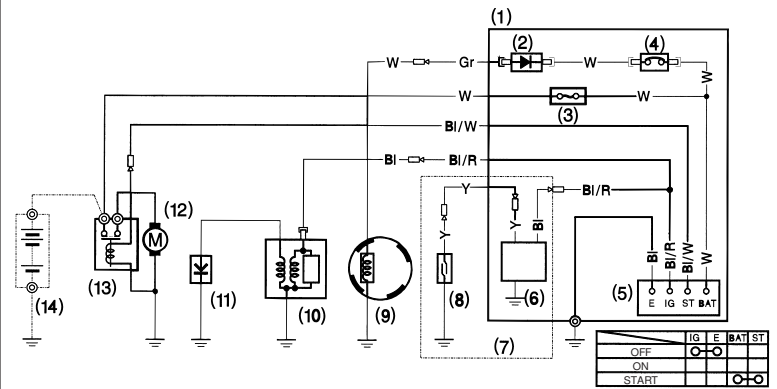 (1)
(2)
(4)
W
Gr
W
W
W
W
W
(3)
Bl/W
Bl
Bl/R
Y
Bl/R
Y
Y
Bl
Bl
Bl/R
Bl/W
W
(12)
M
(14)
(13)
(11)
(10)
(9)
(8)
(6)
(5)
E IG ST BAT
(7)
IG E BAT ST
OFF
ON
START